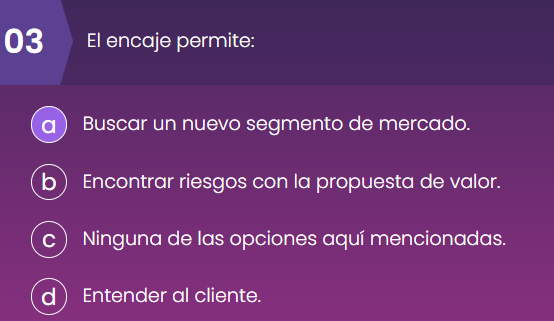 03
El encaje permite:
a Buscar un nuevo segmento de mercado.
b Encontrar riesgos con la propuesta de valor.
c Ninguna de las opciones aquí mencionadas.
d Entender al cliente.